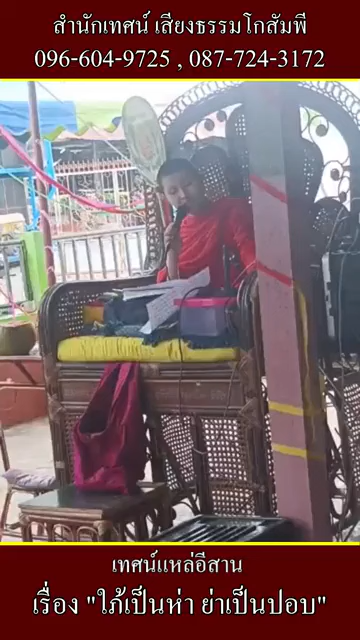 สำนักเทศน์ เสียงธรรมโกสัมพี
096-604-9725 , 087-724-3172
เทศน์แหล่อีสาน
เรื่อง "ใภ้เป็นห่า ย่าเป็นปอบ"